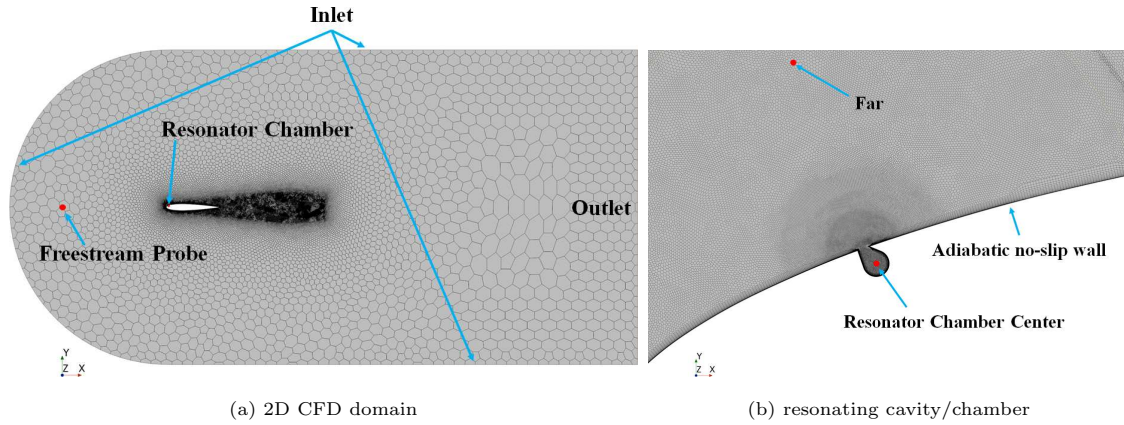 Inlet
Resonator Chamber
Outlet
Freestream Probe
Y
Z X
(a) 2D CFD domain
Far
Adiabatic no-slip wall
Resonator Chamber Center
Y
Z X
(b) resonating cavity/chamber